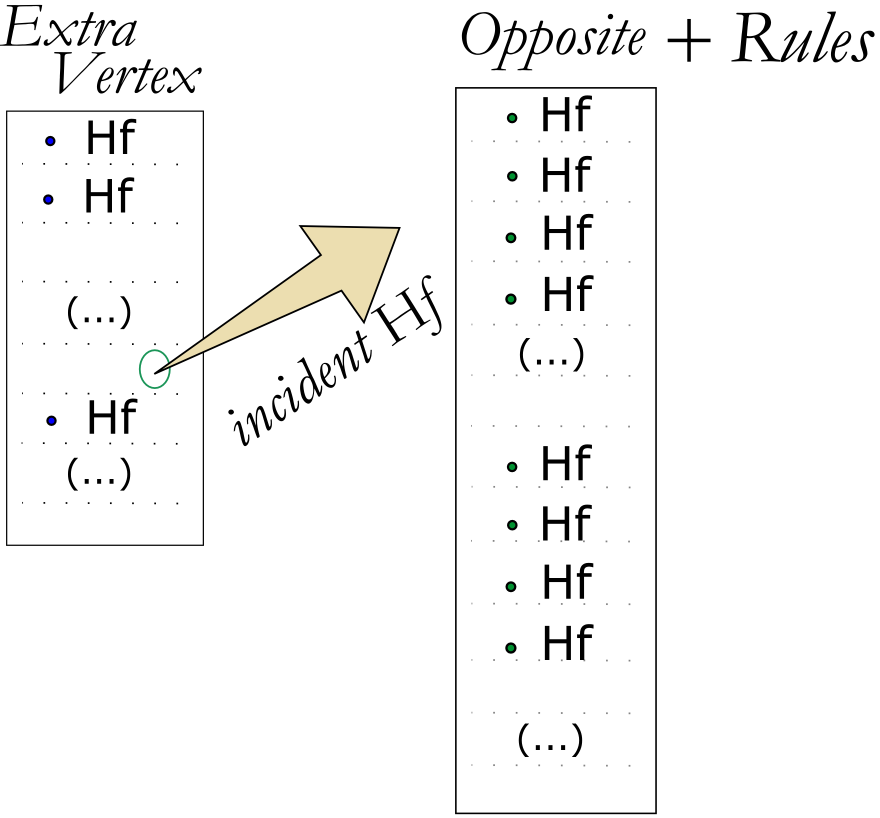 Extra
Vertex
Hf
Hf
(...)
Hf
(...)
incident Hf
Opposite + Rules
Hf
Hf
Hf
Hf
(...)
Hf
Hf
Hf
Hf
(...)